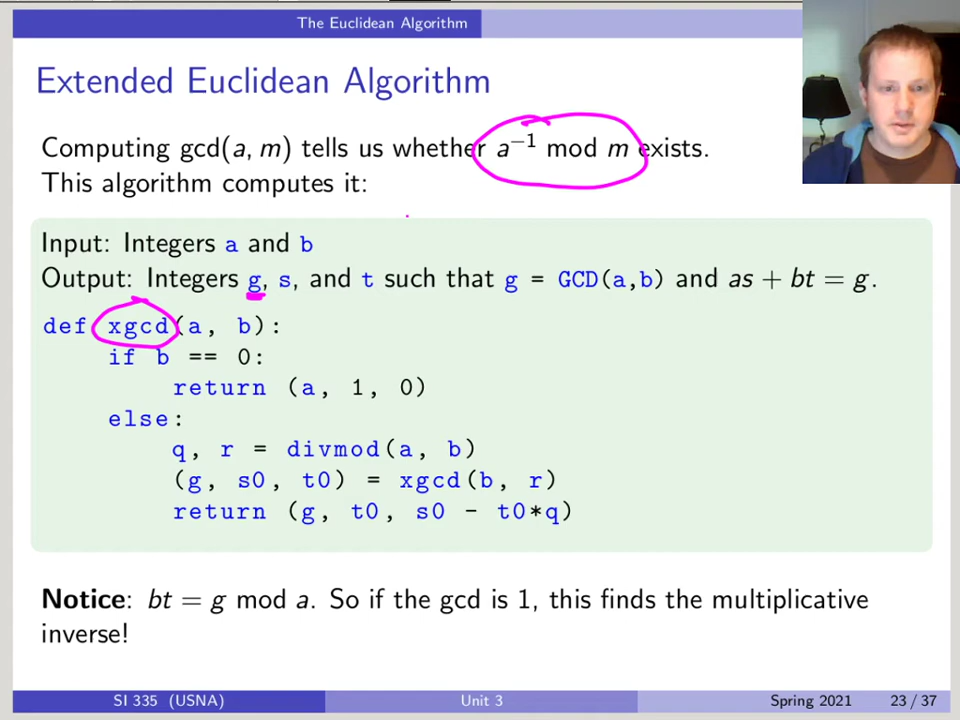 The Euclidean Algorithm
Extended Euclidean Algorithm
Computing gcd(a, m) tells us whether a⁻¹ mod m exists.
This algorithm computes it:
Input: Integers a and b
Output: Integers g, s, and t such that g = GCD(a,b) and as + bt = g.
def xgcd(a, b):
    if b == 0:
        return (a, 1, 0)
    else:
        q, r = divmod(a, b)
        (g, s0, t0) = xgcd(b, r)
        return (g, t0, s0 - t0*q)
Notice: bt = g mod a. So if the gcd is 1, this finds the multiplicative
inverse!
SI 335 (USNA) Unit 3 Spring 2021 23 / 37